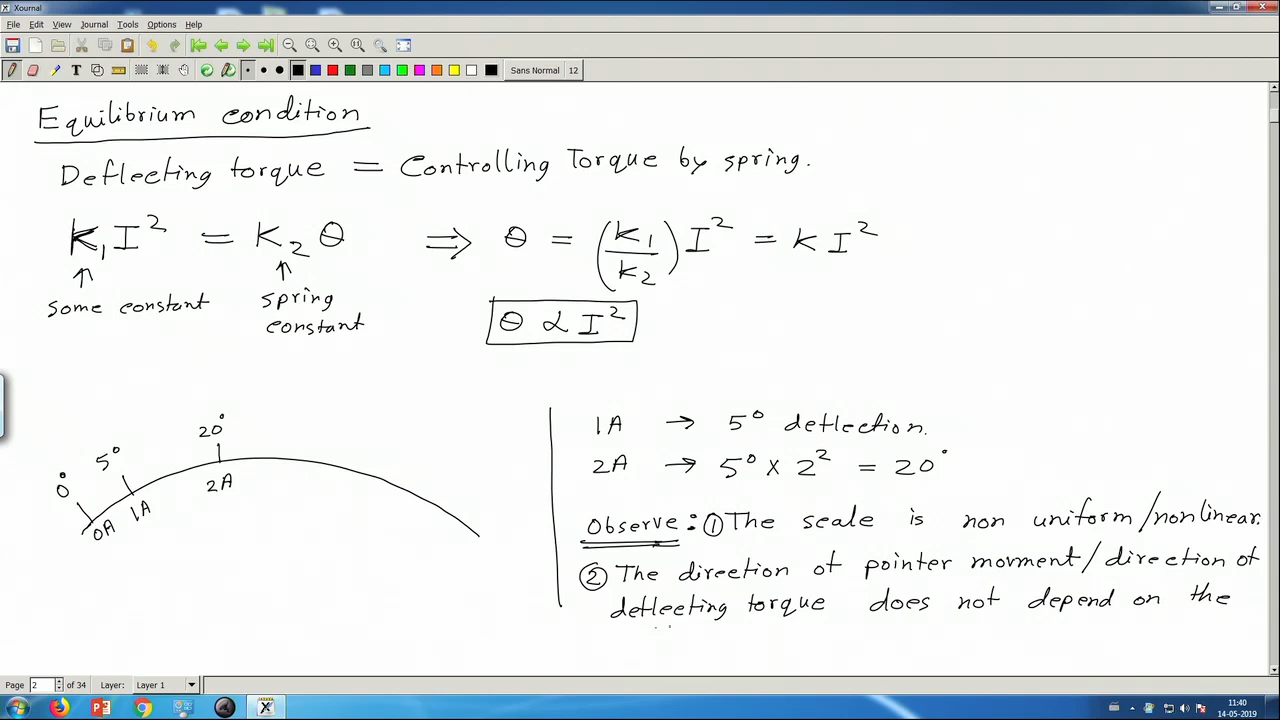 Xournal
File Edit View Journal Tools Options Help
Sans Normal 12
Equilibrium condition
Deflecting torque = Controlling Torque by spring.
K₁I² = K₂θ ⇒ θ = (K₁/K₂) I² = K I²
↑ some constant
↑ spring constant
θ ∝ I²
0° 5° 20°
0A 1A 2A
1A → 5° deflection.
2A → 5° × 2² = 20°
Observe: ① The scale is non uniform/nonlinear.
② The direction of pointer movment/direction of
deflecting torque does not depend on the
Page 2 of 34 Layer: Layer 1
11:40
14-05-2019